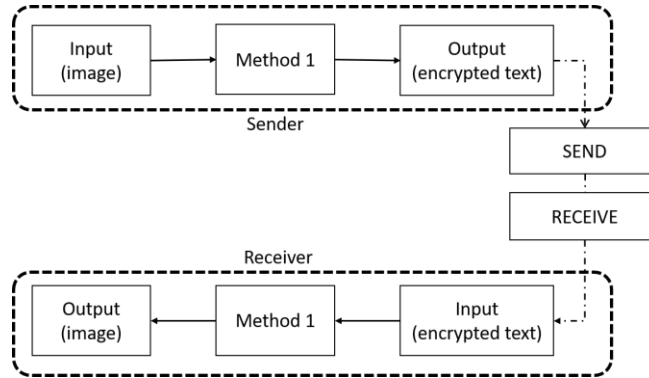 Input
(image)
Method 1
Output
(encrypted text)
Sender
SEND
RECEIVE
Receiver
Output
(image)
Method 1
Input
(encrypted text)